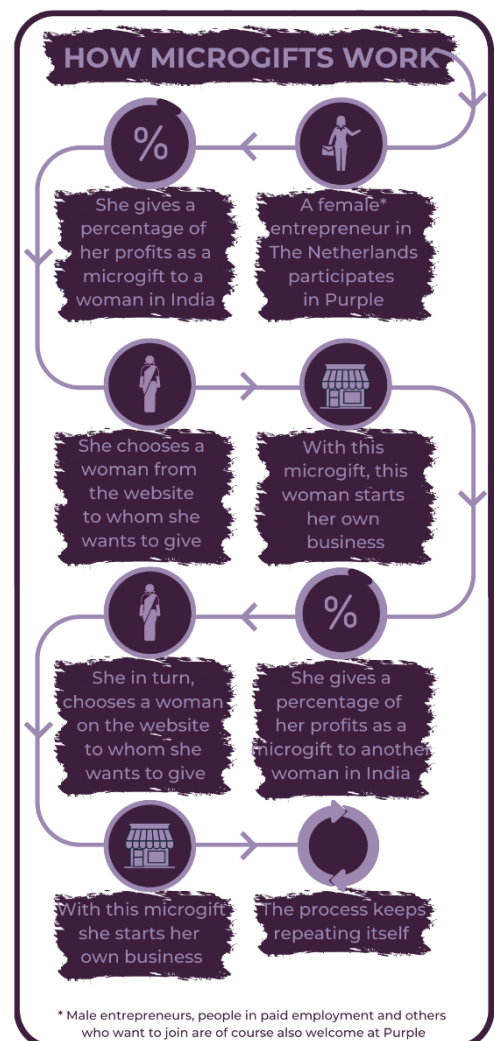 HOW MICROGIFTS WORK
A female*
entrepreneur in
The Netherlands
participates
in Purple
%
She gives a
percentage of
her profits as a
microgift to a
woman in India
She chooses a
woman from
the website
to whom she
wants to give
With this
microgift, this
woman starts
her own
business
%
She gives a
percentage of
her profits as a
microgift to another
woman in India
She in turn,
chooses a woman
on the website
to whom she
wants to give
With this microgift
she starts her
own business
The process keeps
repeating itself
* Male entrepreneurs, people in paid employment and others
who want to join are of course also welcome at Purple